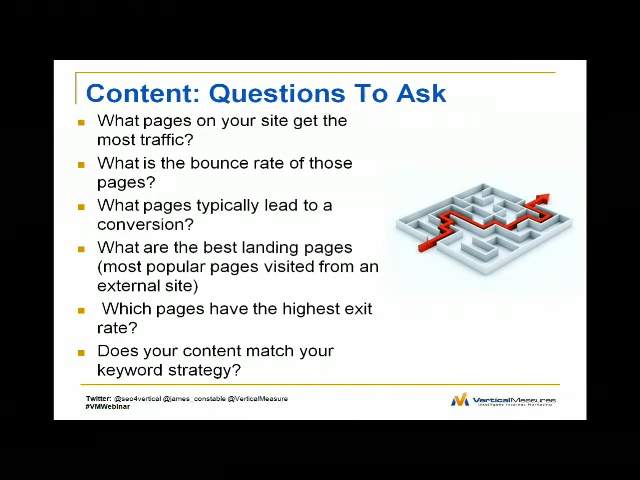 Content: Questions To Ask
What pages on your site get the
most traffic?
What is the bounce rate of those
pages?
What pages typically lead to a
conversion?
What are the best landing pages
(most popular pages visited from an
external site)
Which pages have the highest exit
rate?
Does your content match your
keyword strategy?
Twitter: @seo4vertical @james_constable @VerticalMeasure
#VMWebinar
VerticalMeasures
Intelligent Internet Marketing